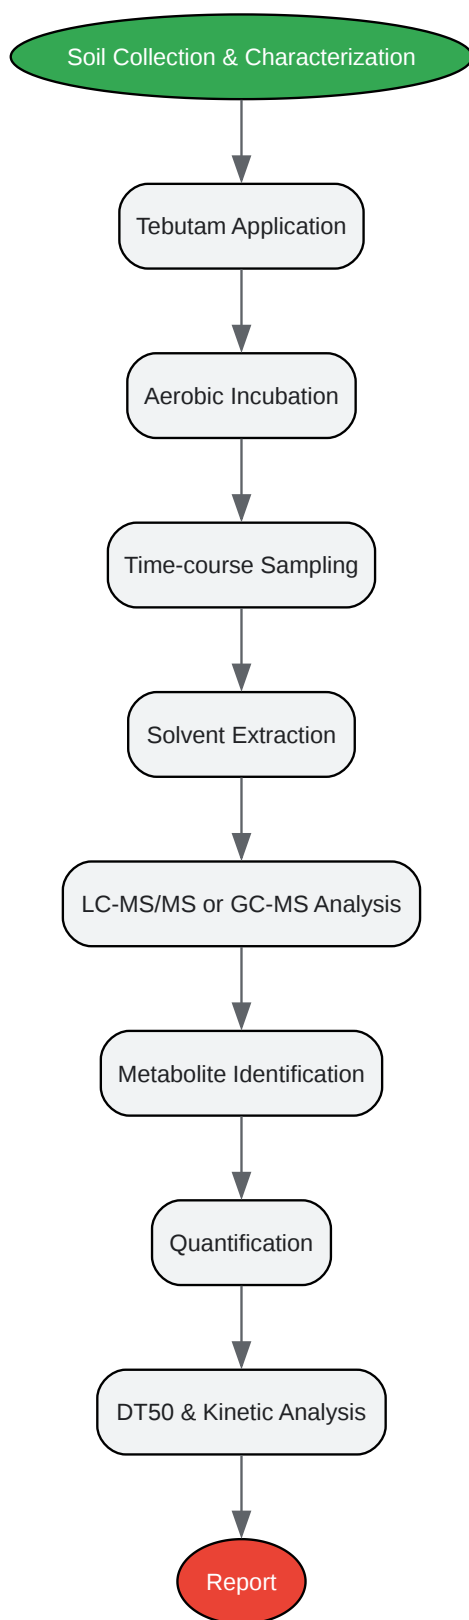 Soil Collection & Characterization
Tebutam Application
Aerobic Incubation
Time-course Sampling
Solvent Extraction
LC-MS/MS or GC-MS Analysis
Metabolite Identification
Quantification
DT50 & Kinetic Analysis
Report